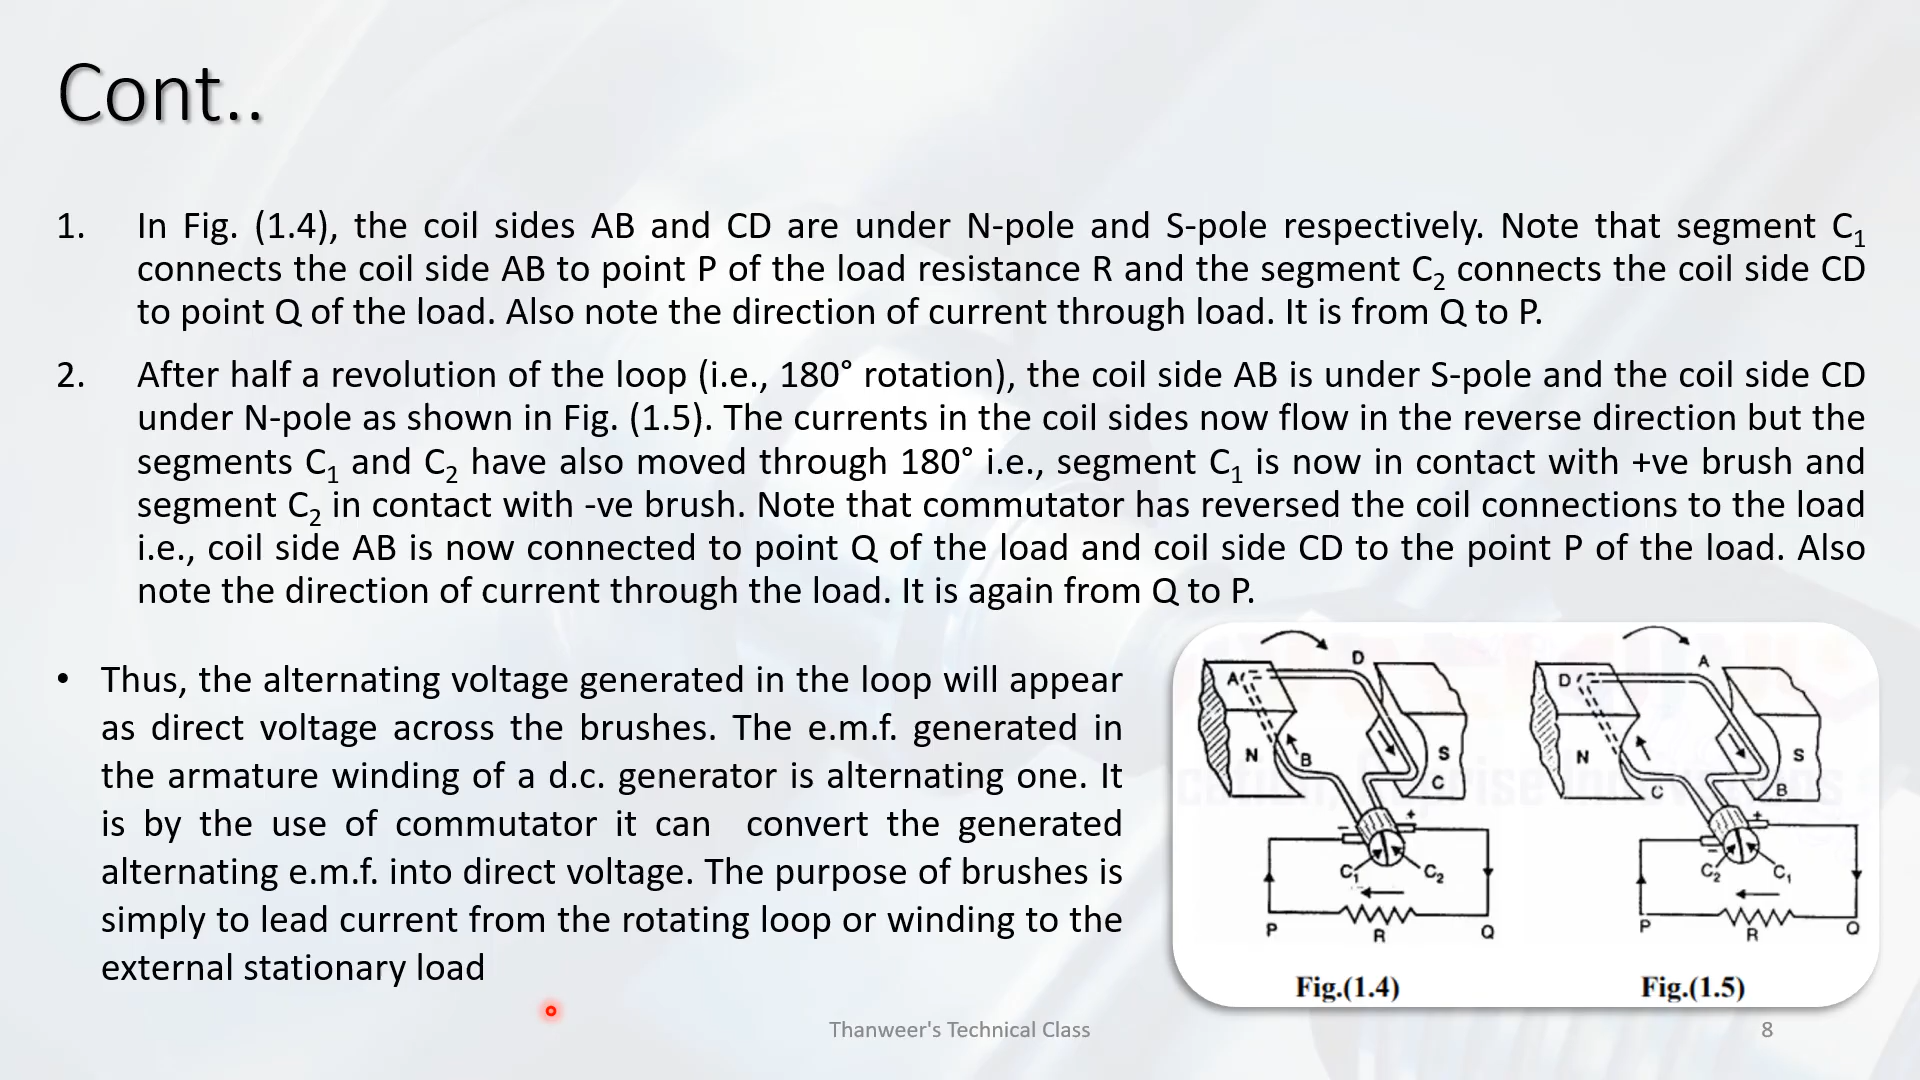 Cont..
1. In Fig. (1.4), the coil sides AB and CD are under N-pole and S-pole respectively. Note that segment C₁
connects the coil side AB to point P of the load resistance R and the segment C₂ connects the coil side CD
to point Q of the load. Also note the direction of current through load. It is from Q to P.
2. After half a revolution of the loop (i.e., 180° rotation), the coil side AB is under S-pole and the coil side CD
under N-pole as shown in Fig. (1.5). The currents in the coil sides now flow in the reverse direction but the
segments C₁ and C₂ have also moved through 180° i.e., segment C₁ is now in contact with +ve brush and
segment C₂ in contact with -ve brush. Note that commutator has reversed the coil connections to the load
i.e., coil side AB is now connected to point Q of the load and coil side CD to the point P of the load. Also
note the direction of current through the load. It is again from Q to P.
• Thus, the alternating voltage generated in the loop will appear
as direct voltage across the brushes. The e.m.f. generated in
the armature winding of a d.c. generator is alternating one. It
is by the use of commutator it can convert the generated
alternating e.m.f. into direct voltage. The purpose of brushes is
simply to lead current from the rotating loop or winding to the
external stationary load
A D N B S C
- +
C₁ C₂
P R Q
Fig.(1.4)
D A N C S B
- +
C₂ C₁
P R Q
Fig.(1.5)
Thanweer's Technical Class
8